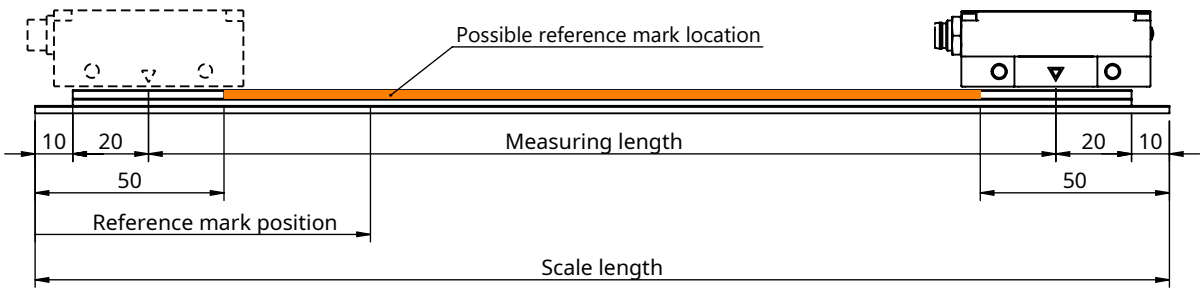 Possible reference mark location
10 20 Measuring length 20 10
50 50
Reference mark position
Scale length